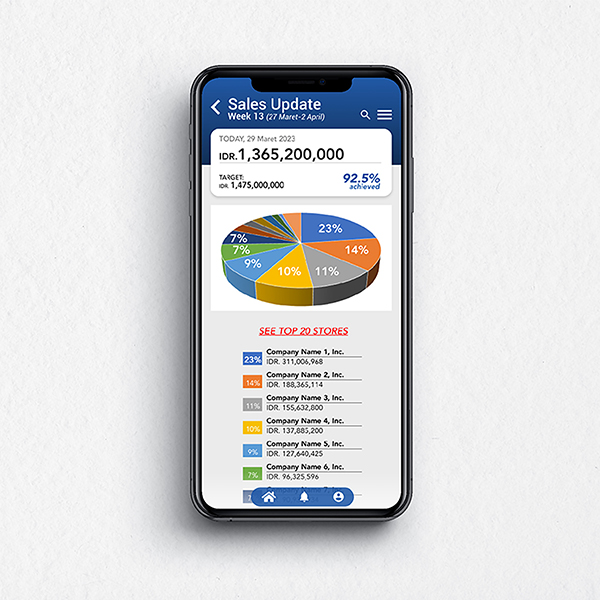 Sales Update
Week 13 (27 Maret-2 April)
TODAY, 29 Maret 2023
IDR.1,365,200,000
TARGET:
IDR. 1,475,000,000
92.5%
achieved
23%
14%
11%
10%
9%
7%
7%
SEE TOP 20 STORES
23% Company Name 1, Inc.
IDR. 311,006,968
14% Company Name 2, Inc.
IDR. 188,365,114
11% Company Name 3, Inc.
IDR. 155,632,800
10% Company Name 4, Inc.
IDR. 137,885,200
9% Company Name 5, Inc.
IDR. 127,640,425
7% Company Name 6, Inc.
IDR. 96,325,596